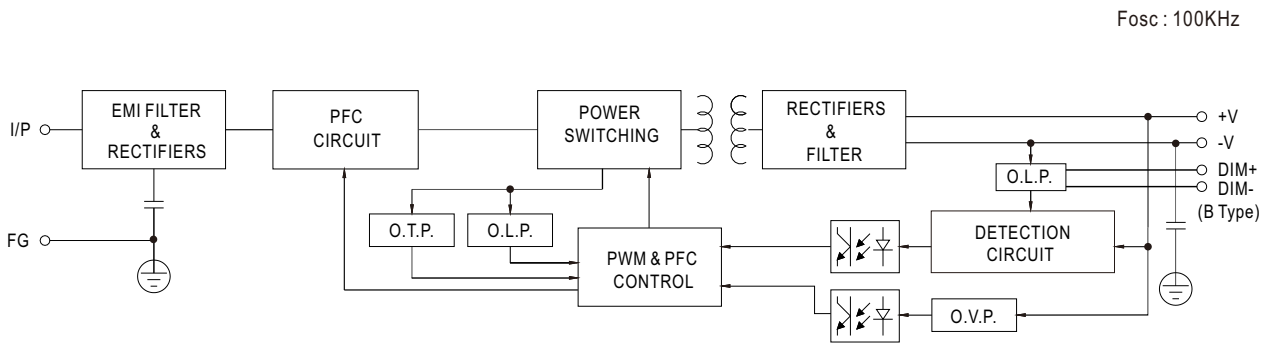 Fosc : 100KHz
I/P
EMI FILTER
&
RECTIFIERS
PFC
CIRCUIT
POWER
SWITCHING
RECTIFIERS
&
FILTER
+V
-V
DIM+
DIM-
(B Type)
O.L.P.
FG
O.T.P.
O.L.P.
PWM & PFC
CONTROL
DETECTION
CIRCUIT
O.V.P.